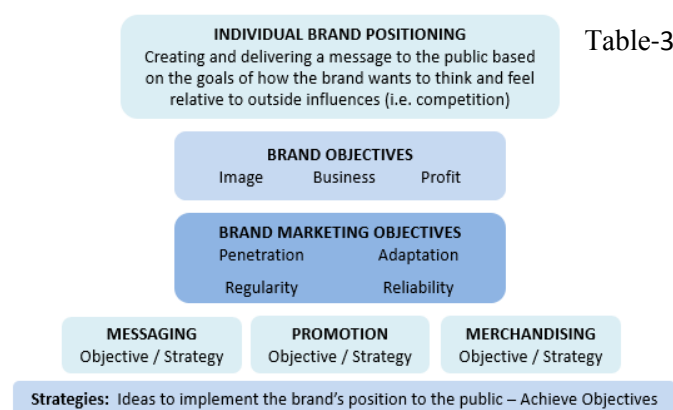 INDIVIDUAL BRAND POSITIONING
Creating and delivering a message to the public based
on the goals of how the brand wants to think and feel
relative to outside influences (i.e. competition)
Table-3
BRAND OBJECTIVES
Image Business Profit
BRAND MARKETING OBJECTIVES
Penetration Adaptation
Regularity Reliability
MESSAGING
Objective / Strategy
PROMOTION
Objective / Strategy
MERCHANDISING
Objective / Strategy
Strategies: Ideas to implement the brand's position to the public – Achieve Objectives